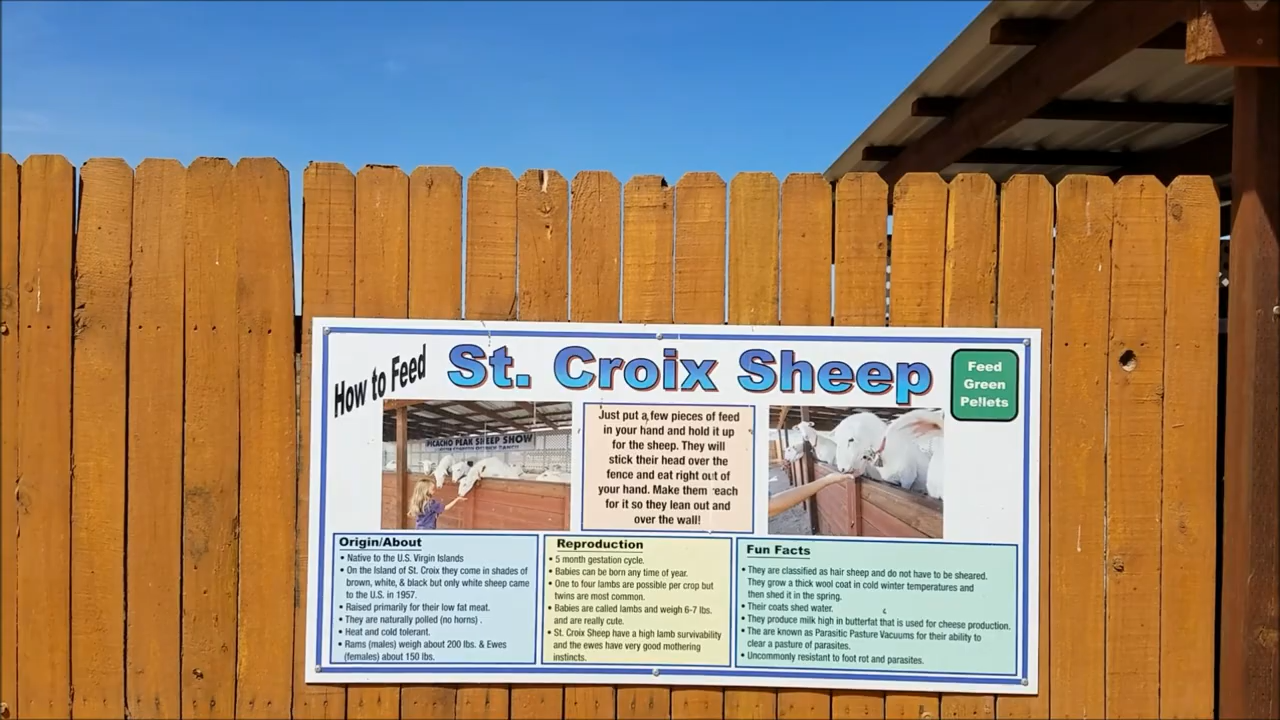 How to Feed
St. Croix Sheep
Feed
Green
Pellets
PICACHO PEAK SHEEP SHOW
Just put a few pieces of feed
in your hand and hold it up
for the sheep. They will
stick their head over the
fence and eat right out of
your hand. Make them reach
for it so they lean out and
over the wall!
Origin/About
• Native to the U.S. Virgin Islands
• On the Island of St. Croix they come in shades of
brown, white, & black but only white sheep came
to the U.S. in 1957.
• Raised primarily for their low fat meat.
• They are naturally polled (no horns) .
• Heat and cold tolerant.
• Rams (males) weigh about 200 lbs. & Ewes
(females) about 150 lbs.
Reproduction
• 5 month gestation cycle.
• Babies can be born any time of year.
• One to four lambs are possible per crop but
twins are most common.
• Babies are called lambs and weigh 6-7 lbs.
and are really cute.
• St. Croix Sheep have a high lamb survivability
and the ewes have very good mothering
instincts.
Fun Facts
• They are classified as hair sheep and do not have to be sheared.
They grow a thick wool coat in cold winter temperatures and
then shed it in the spring.
• Their coats shed water.
• They produce milk high in butterfat that is used for cheese production.
• The are known as Parasitic Pasture Vacuums for their ability to
clear a pasture of parasites.
• Uncommonly resistant to foot rot and parasites.